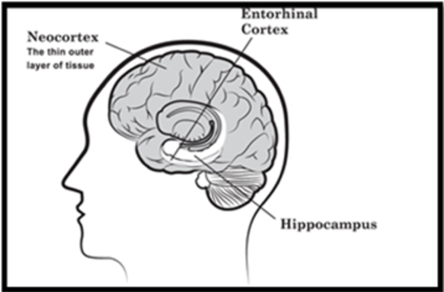 Entorhinal
Cortex
Neocortex
The thin outer
layer of tissue
Hippocampus